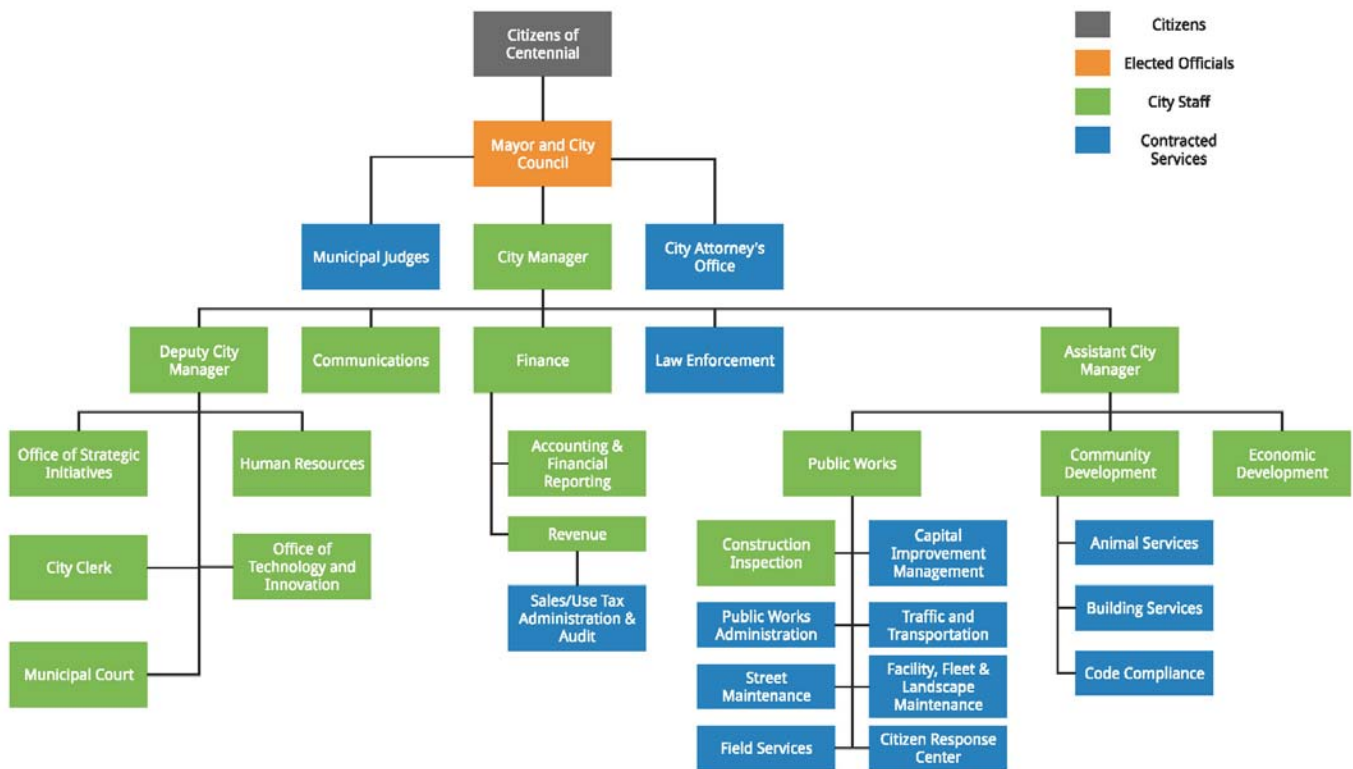 Citizens of
Centennial
Citizens
Elected Officials
City Staff
Contracted
Services
Mayor and City
Council
Municipal Judges
City Manager
City Attorney's
Office
Deputy City
Manager
Communications
Finance
Law Enforcement
Assistant City
Manager
Office of Strategic
Initiatives
Human Resources
City Clerk
Office of
Technology and
Innovation
Municipal Court
Accounting &
Financial
Reporting
Revenue
Sales/Use Tax
Administration &
Audit
Public Works
Community
Development
Economic
Development
Construction
Inspection
Capital
Improvement
Management
Public Works
Administration
Traffic and
Transportation
Street
Maintenance
Facility, Fleet &
Landscape
Maintenance
Field Services
Citizen Response
Center
Animal Services
Building Services
Code Compliance